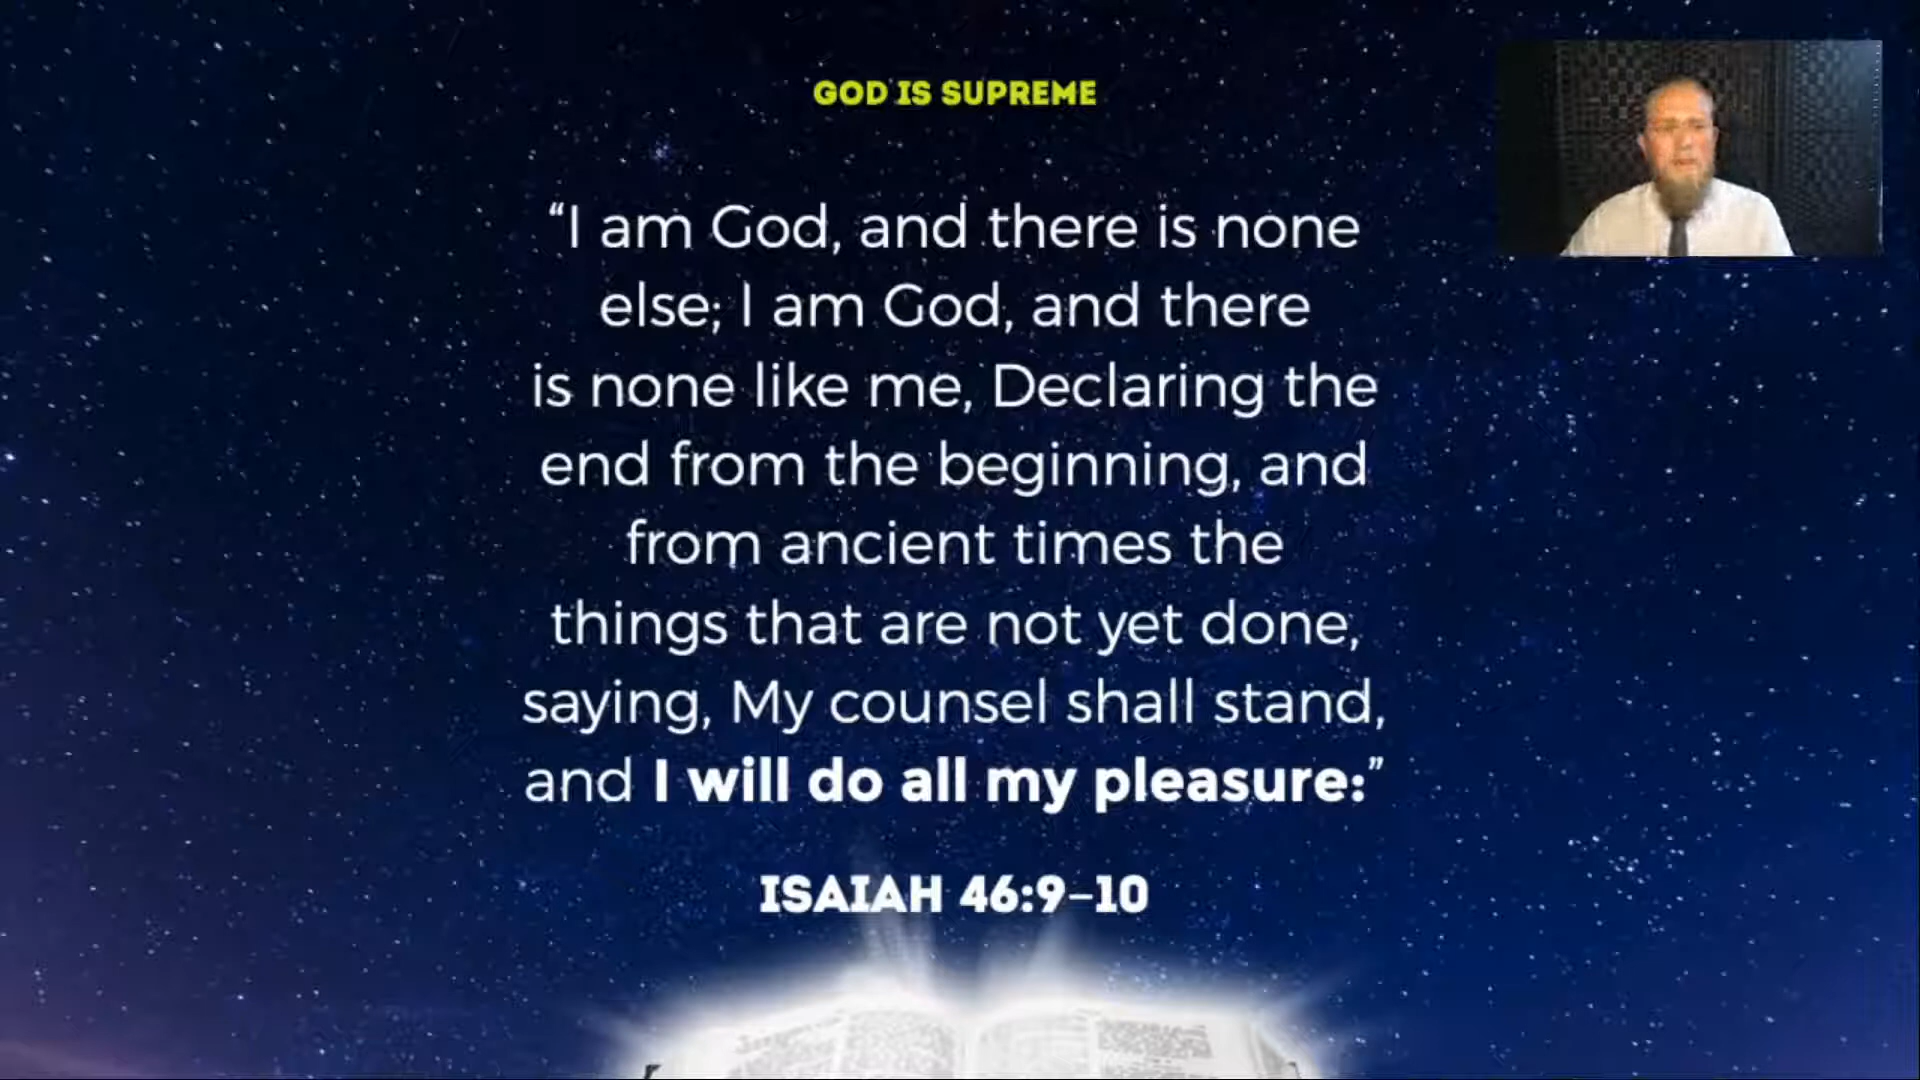 GOD IS SUPREME
“I am God, and there is none
else; I am God, and there
is none like me, Declaring the
end from the beginning, and
from ancient times the
things that are not yet done,
saying, My counsel shall stand,
and I will do all my pleasure:”
ISAIAH 46:9–10